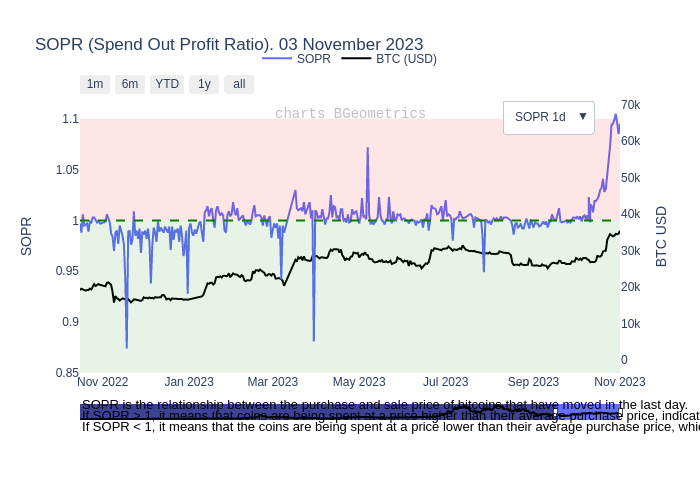 SOPR (Spend Out Profit Ratio). 03 November 2023
SOPR BTC (USD)
1m 6m YTD 1y all
charts BGeometrics
SOPR 1d ▼
SOPR
1.1
1.05
1
0.95
0.9
0.85
70k
60k
50k
40k
30k
20k
10k
0
BTC USD
Nov 2022 Jan 2023 Mar 2023 May 2023 Jul 2023 Sep 2023 Nov 2023
SOPR is the relationship between the purchase and sale price of bitcoins that have moved in the last day.
If SOPR > 1, it means that coins are being spent at a price higher than their average purchase price, indicat
If SOPR < 1, it means that the coins are being spent at a price lower than their average purchase price, whic